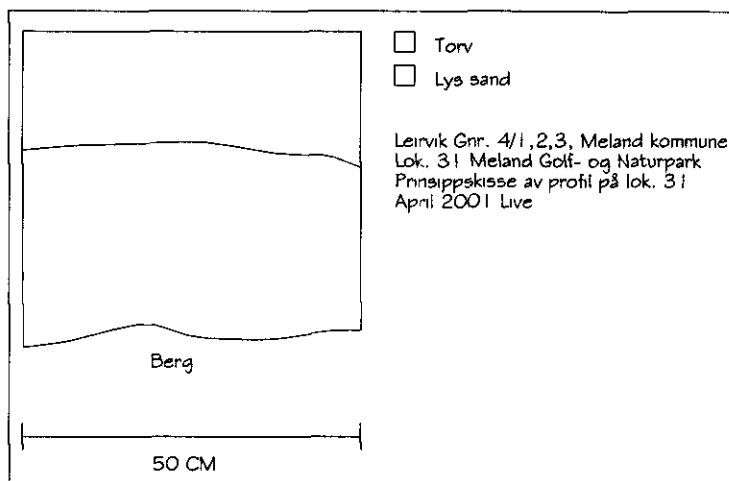 Torv
Lys sand
Leirvik Gnr. 4/1,2,3, Meland kommune
Lok. 31 Meland Golf- og Naturpark
Prinsippskisse av profil på lok. 31
April 2001 Live
Berg
50 CM